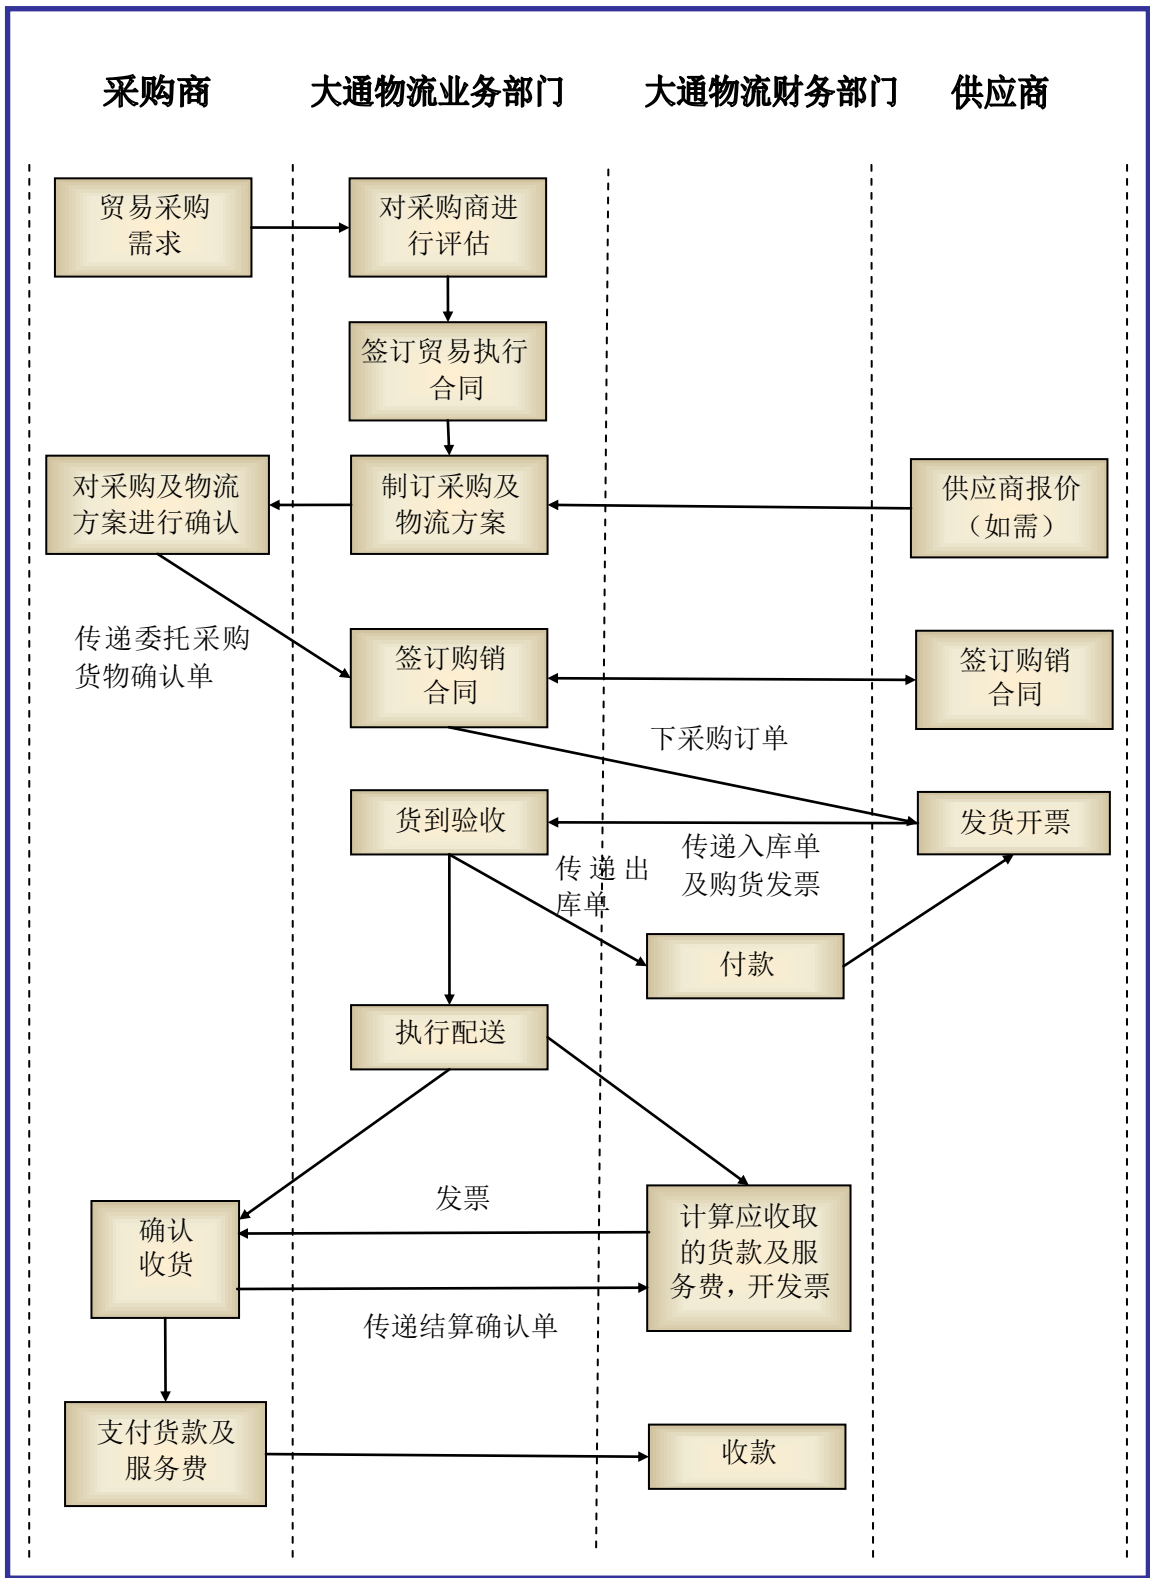 采购商
大通物流业务部门
大通物流财务部门
供应商
贸易采购
需求
对采购商进
行评估
签订贸易执行
合同
对采购及物流
方案进行确认
制订采购及
物流方案
供应商报价
（如需）
传递委托采购
货物确认单
签订购销
合同
签订购销
合同
下采购订单
货到验收
发货开票
传递入库单
及购货发票
传递出
库单
付款
执行配送
发票
确认
收货
计算应收取
的货款及服
务费，开发票
传递结算确认单
支付货款及
服务费
收款